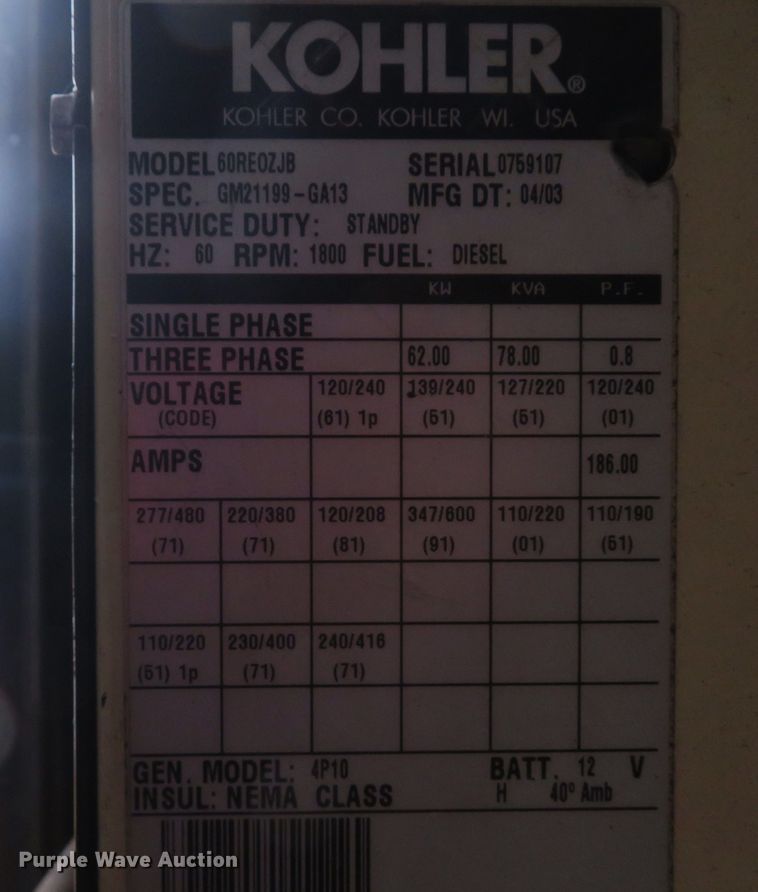 KOHLER®
KOHLER CO. KOHLER WI. USA
MODEL 60REOZJB SERIAL 0759107
SPEC. GM21199-GA13 MFG DT: 04/03
SERVICE DUTY: STANDBY
HZ: 60 RPM: 1800 FUEL: DIESEL
KW KVA P.F.
SINGLE PHASE
THREE PHASE 62.00 78.00 0.8
VOLTAGE 120/240 139/240 127/220 120/240
(CODE) (61) 1p (51) (51) (01)
AMPS 186.00
277/480 220/380 120/208 347/600 110/220 110/190
(71) (71) (81) (91) (01) (51)
110/220 230/400 240/416
(51) 1p (71) (71)
GEN. MODEL: 4P10 BATT. 12 V
INSUL: NEMA CLASS H 40° Amb
Purple Wave Auction